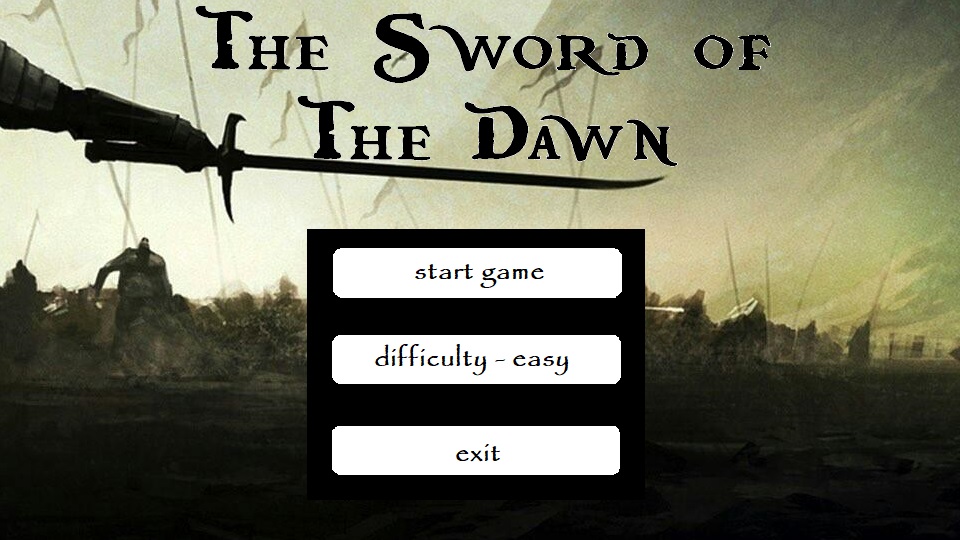 The Sword of
The Dawn
start game
difficulty - easy
exit